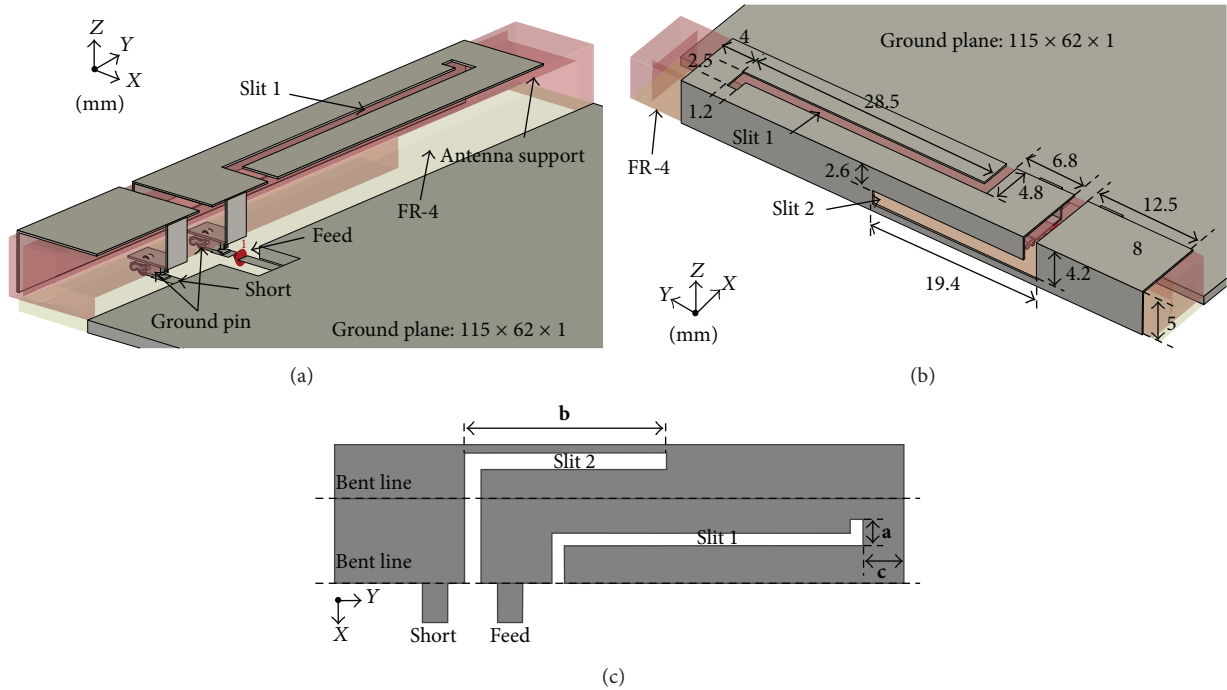 Z
Y
X
(mm)
Slit 1
Antenna support
FR-4
1
Feed
Short
Ground pin
Ground plane: 115 × 62 × 1
(a)
Ground plane: 115 × 62 × 1
4
2.5
28.5
1.2
Slit 1
FR-4
6.8
2.6
4.8
12.5
Slit 2
8
4.2
19.4
5
Z
Y
X
(mm)
(b)
b
Slit 2
Bent line
a
Slit 1
Bent line
c
Y
X
Short
Feed
(c)